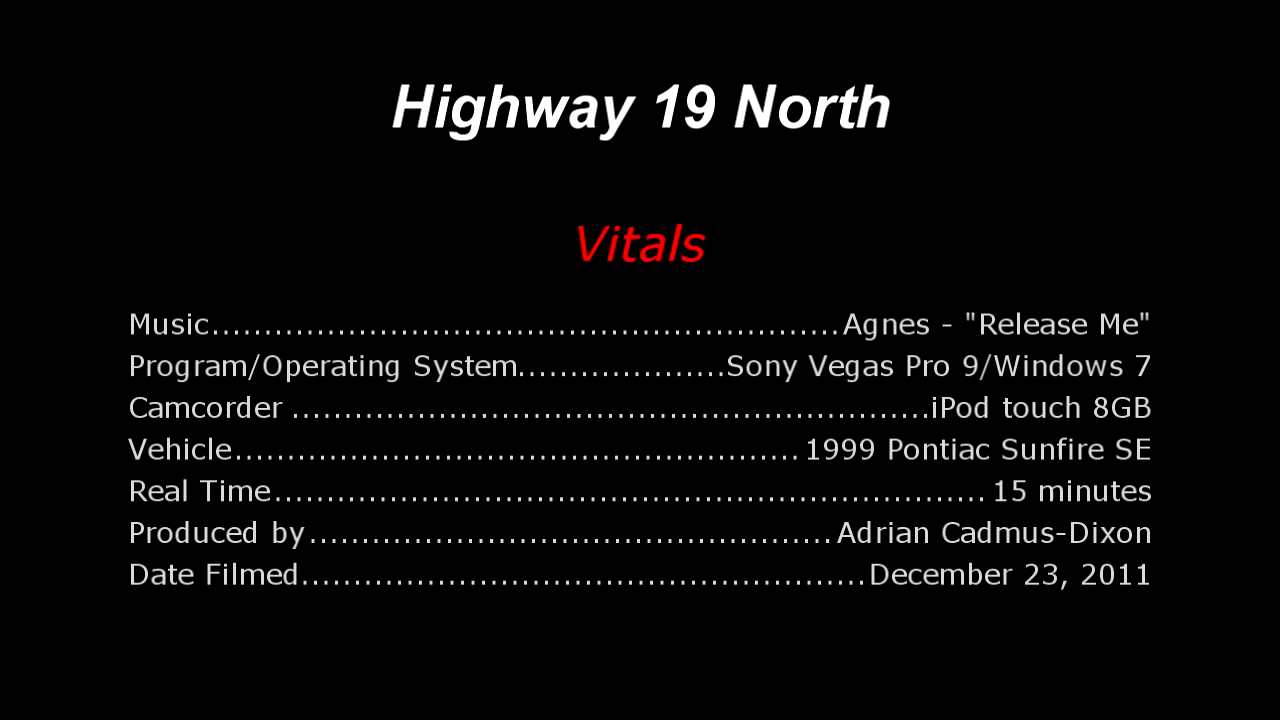 Highway 19 North
Vitals
Music............................................................Agnes - "Release Me"
Program/Operating System....................Sony Vegas Pro 9/Windows 7
Camcorder .............................................................iPod touch 8GB
Vehicle......................................................1999 Pontiac Sunfire SE
Real Time....................................................................15 minutes
Produced by..................................................Adrian Cadmus-Dixon
Date Filmed......................................................December 23, 2011